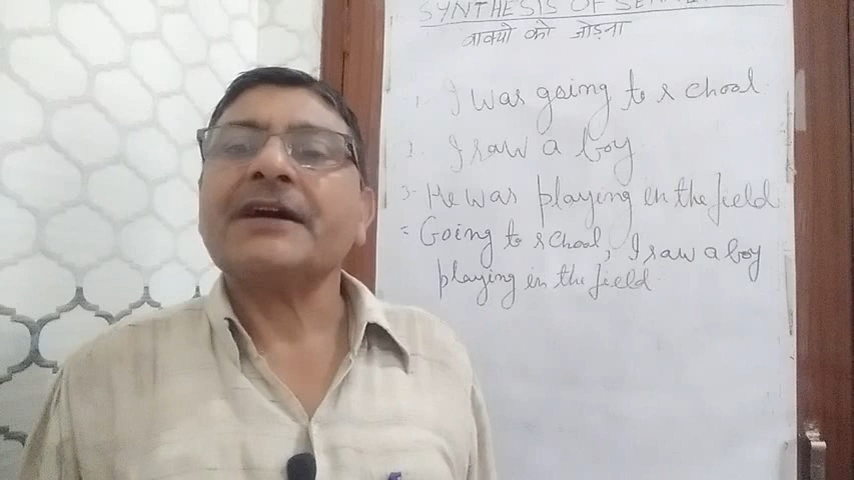 SYNTHESIS OF
वाक्यो को जोड़ना
1. I was going to school
2. I saw a boy
3- He was playing in the field
= Going to school, I saw a boy
playing in the field